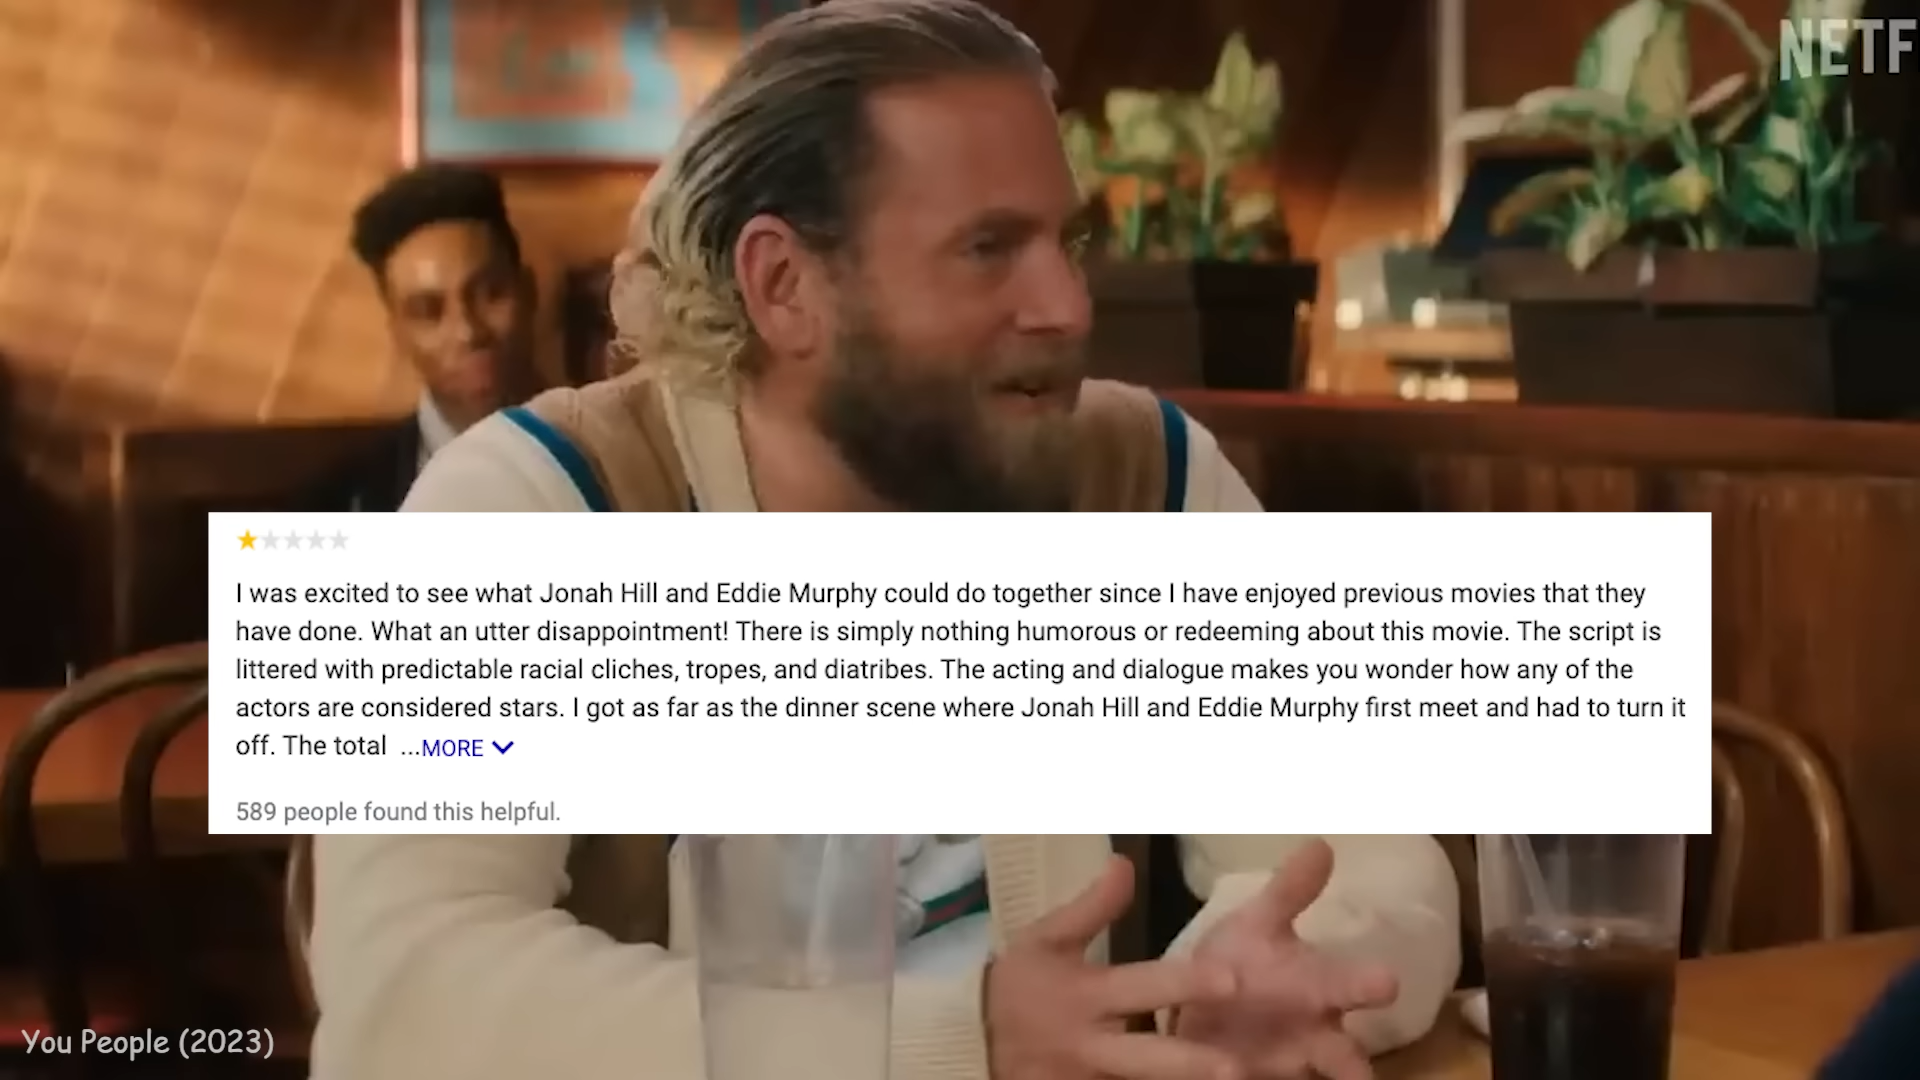 NETF
I was excited to see what Jonah Hill and Eddie Murphy could do together since I have enjoyed previous movies that they
have done. What an utter disappointment! There is simply nothing humorous or redeeming about this movie. The script is
littered with predictable racial cliches, tropes, and diatribes. The acting and dialogue makes you wonder how any of the
actors are considered stars. I got as far as the dinner scene where Jonah Hill and Eddie Murphy first meet and had to turn it
off. The total ...MORE
589 people found this helpful.
You People (2023)